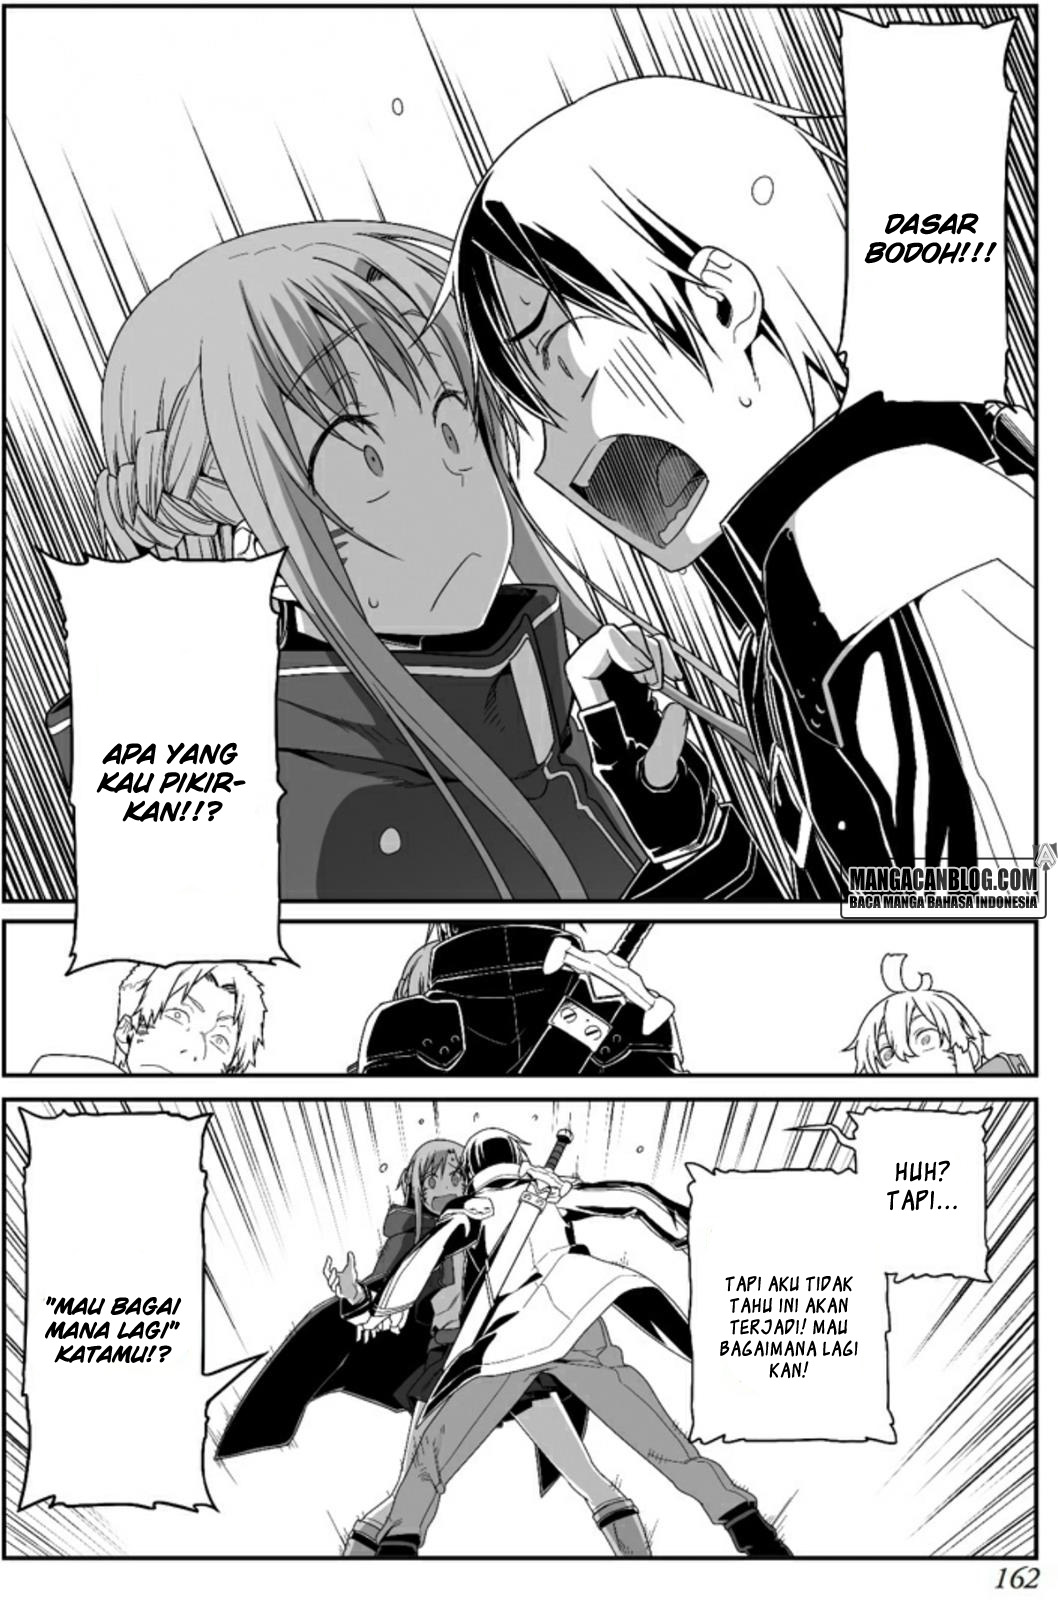 DASAR
BODOH!!!
APA YANG
KAU PIKIR-
KAN!!?
MANGACANBLOG.COM
BACA MANGA BAHASA INDONESIA
HUH?
TAPI...
TAPI AKU TIDAK
TAHU INI AKAN
TERJADI! MAU
BAGAIMANA LAGI
KAN!
"MAU BAGAI
MANA LAGI"
KATAMU!?
162